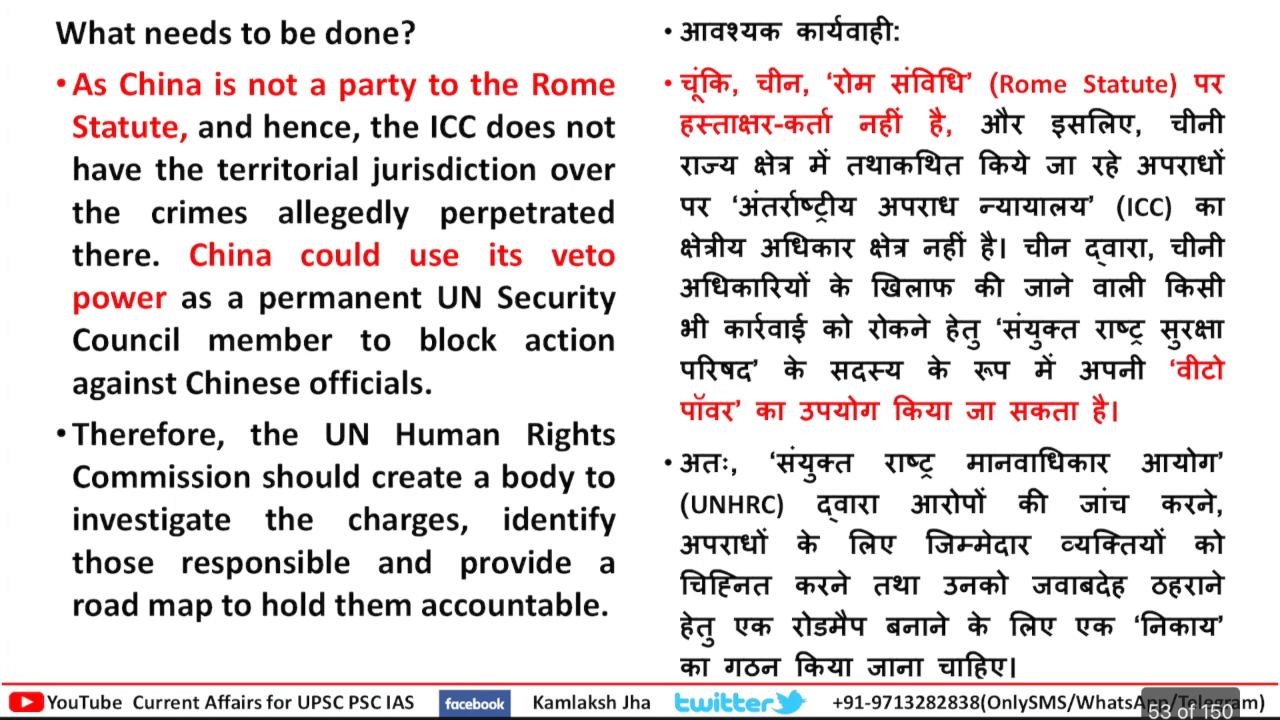 What needs to be done?
•As China is not a party to the Rome
Statute, and hence, the ICC does not
have the territorial jurisdiction over
the crimes allegedly perpetrated
there. China could use its veto
power as a permanent UN Security
Council member to block action
against Chinese officials.
•Therefore, the UN Human Rights
Commission should create a body to
investigate the charges, identify
those responsible and provide a
road map to hold them accountable.
•आवश्यक कार्यवाही:
•चूंकि, चीन, ‘रोम संविधि’ (Rome Statute) पर
हस्ताक्षर-कर्ता नहीं है, और इसलिए, चीनी
राज्य क्षेत्र में तथाकथित किये जा रहे अपराधों
पर ‘अंतर्राष्ट्रीय अपराध न्यायालय’ (ICC) का
क्षेत्रीय अधिकार क्षेत्र नहीं है। चीन द्वारा, चीनी
अधिकारियों के खिलाफ की जाने वाली किसी
भी कार्रवाई को रोकने हेतु ‘संयुक्त राष्ट्र सुरक्षा
परिषद’ के सदस्य के रूप में अपनी ‘वीटो
पॉवर’ का उपयोग किया जा सकता है।
•अतः, ‘संयुक्त राष्ट्र मानवाधिकार आयोग’
(UNHRC) द्वारा आरोपों की जांच करने,
अपराधों के लिए जिम्मेदार व्यक्तियों को
चिह्नित करने तथा उनको जवाबदेह ठहराने
हेतु एक रोडमैप बनाने के लिए एक ‘निकाय’
का गठन किया जाना चाहिए।
YouTube Current Affairs for UPSC PSC IAS facebook Kamlaksh Jha twitter +91-9713282838(OnlySMS/WhatsApp/Telegram)
53 of 150